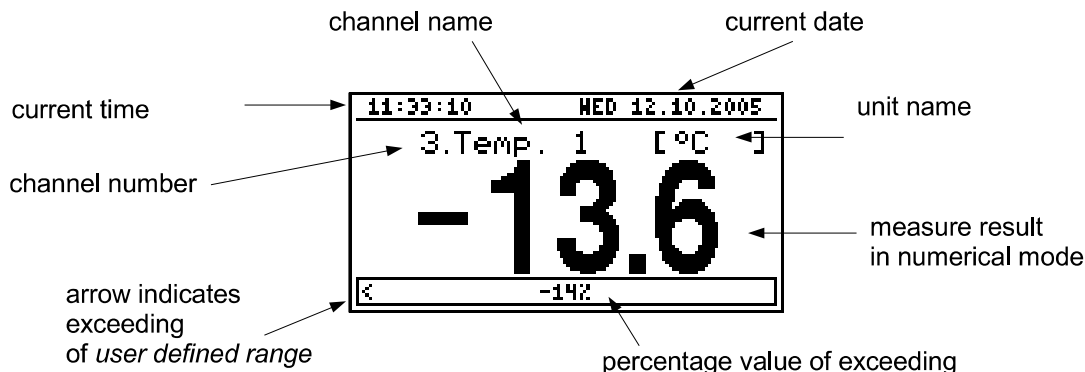 channel name
current date
current time
11:33:10 WED 12.10.2005
unit name
3.Temp. 1 [ºC ]
channel number
-13.6
measure result
in numerical mode
arrow indicates
exceeding
of user defined range
< -14%
percentage value of exceeding